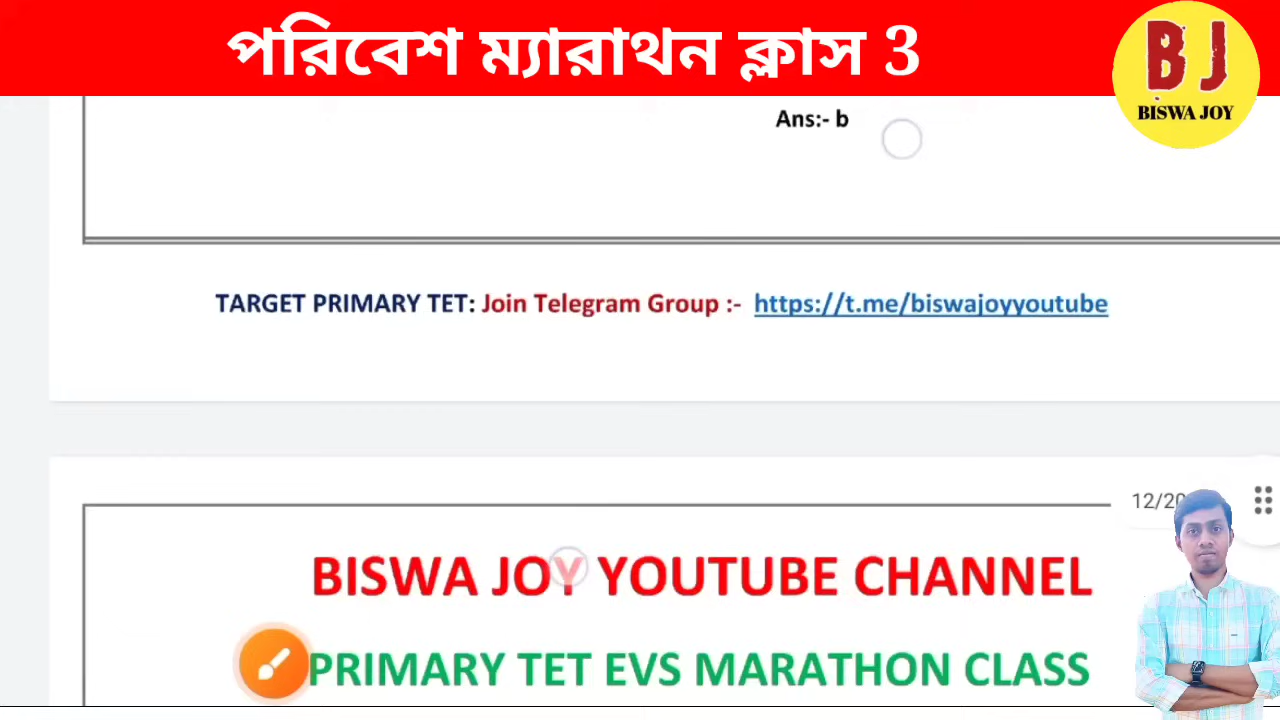 পরিবেশ ম্যারাথন ক্লাস 3
BJ
BISWA JOY
Ans:- b
TARGET PRIMARY TET: Join Telegram Group :- https://t.me/biswajoyyoutube
BISWA JOY YOUTUBE CHANNEL
PRIMARY TET EVS MARATHON CLASS